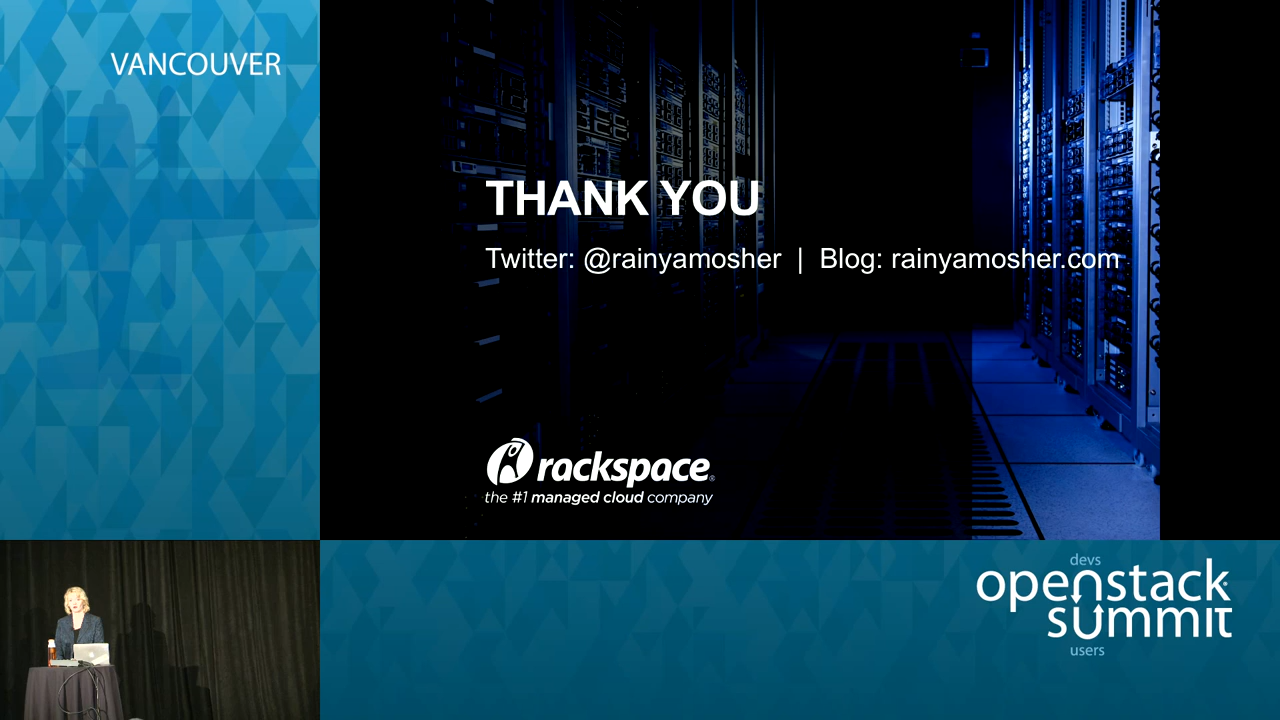 VANCOUVER
THANK YOU
Twitter: @rainyamosher | Blog: rainyamosher.com
rackspace®
the #1 managed cloud company
devs
openstack
summit
users